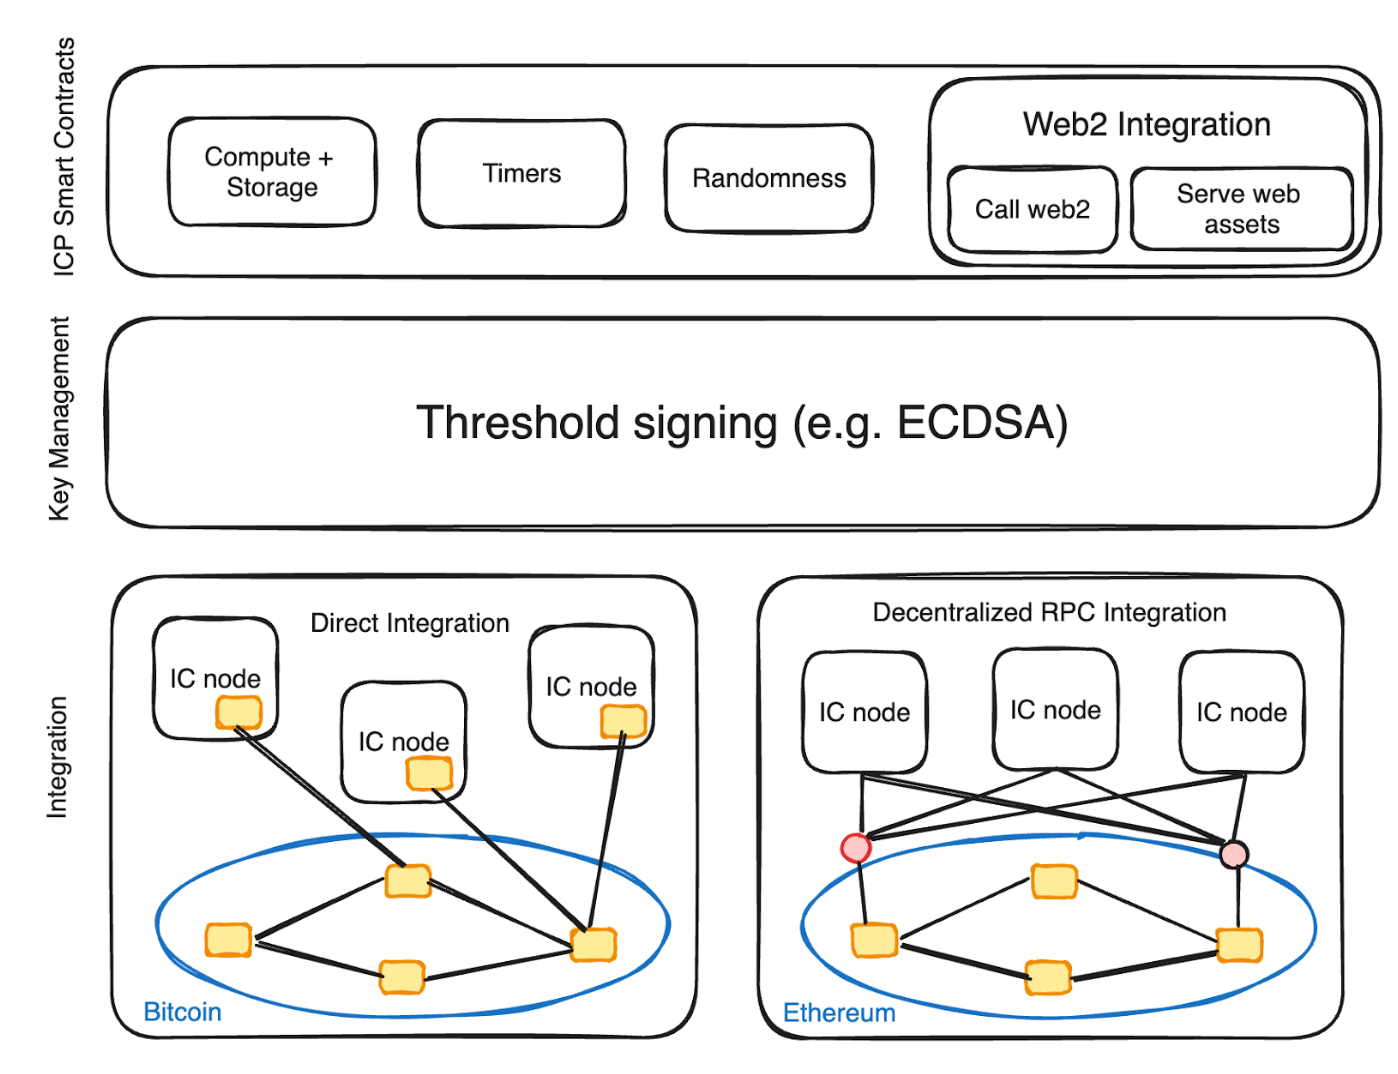 ICP Smart Contracts
Compute +
Storage
Timers
Randomness
Web2 Integration
Call web2
Serve web
assets
Key Management
Threshold signing (e.g. ECDSA)
Integration
Direct Integration
IC node
IC node
IC node
Bitcoin
Decentralized RPC Integration
IC node
IC node
IC node
Ethereum